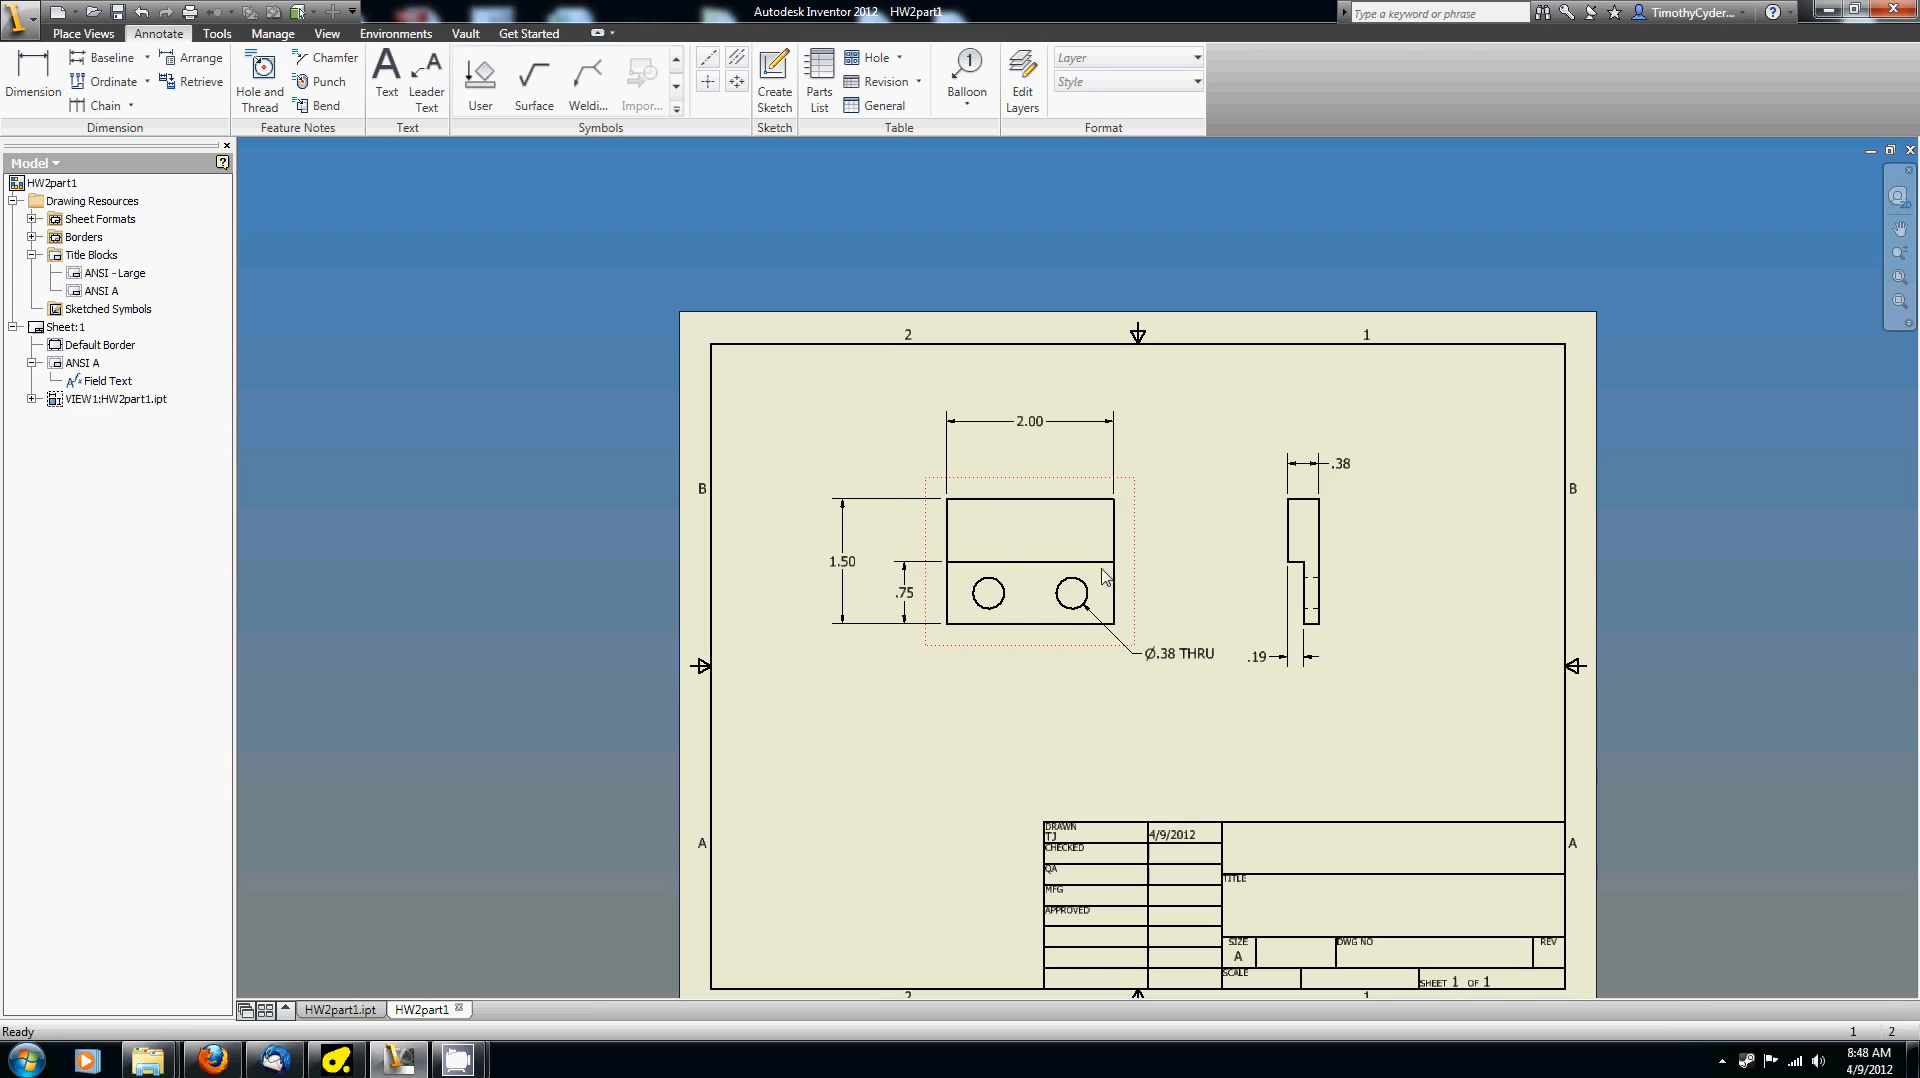 Autodesk Inventor 2012 HW2part1
Type a keyword or phrase
TimothyCyder...
Place Views Annotate Tools Manage View Environments Vault Get Started
Dimension
Baseline
Ordinate
Chain
Arrange
Retrieve
Dimension
Hole and
Thread
Chamfer
Punch
Bend
Feature Notes
Text
Leader
Text
Text
User
Surface
Weldi...
Impor...
Symbols
Create
Sketch
Sketch
Parts
List
Hole
Revision
General
Table
1
Balloon
Edit
Layers
Layer
Style
Format
Model
HW2part1
Drawing Resources
Sheet Formats
Borders
Title Blocks
ANSI - Large
ANSI A
Sketched Symbols
Sheet:1
Default Border
ANSI A
Field Text
VIEW1:HW2part1.ipt
2D
2 1
2.00
.38
B B
1.50
.75
Ø.38 THRU
.19
A A
DRAWN
TJ
4/9/2012
CHECKED
QA
MFG
APPROVED
TITLE
SIZE
A
DWG NO
REV
SCALE
SHEET 1 OF 1
2 1
HW2part1.ipt HW2part1
Ready
1 2
8:48 AM
4/9/2012